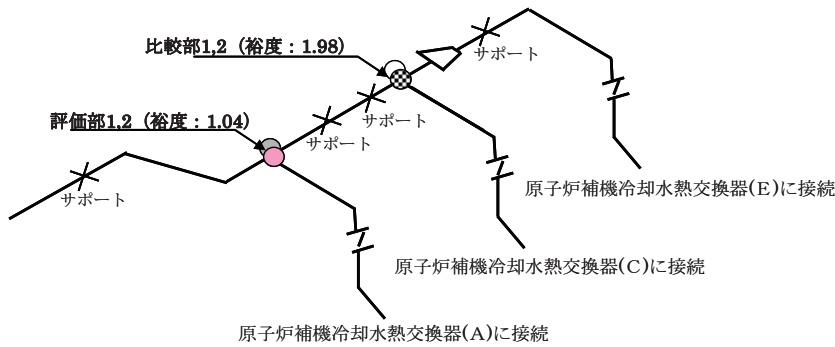 比較部1,2（裕度：1.98）
サポート
サポート
評価部1,2（裕度：1.04）
サポート
サポート
原子炉補機冷却水熱交換器(E)に接続
原子炉補機冷却水熱交換器(C)に接続
原子炉補機冷却水熱交換器(A)に接続